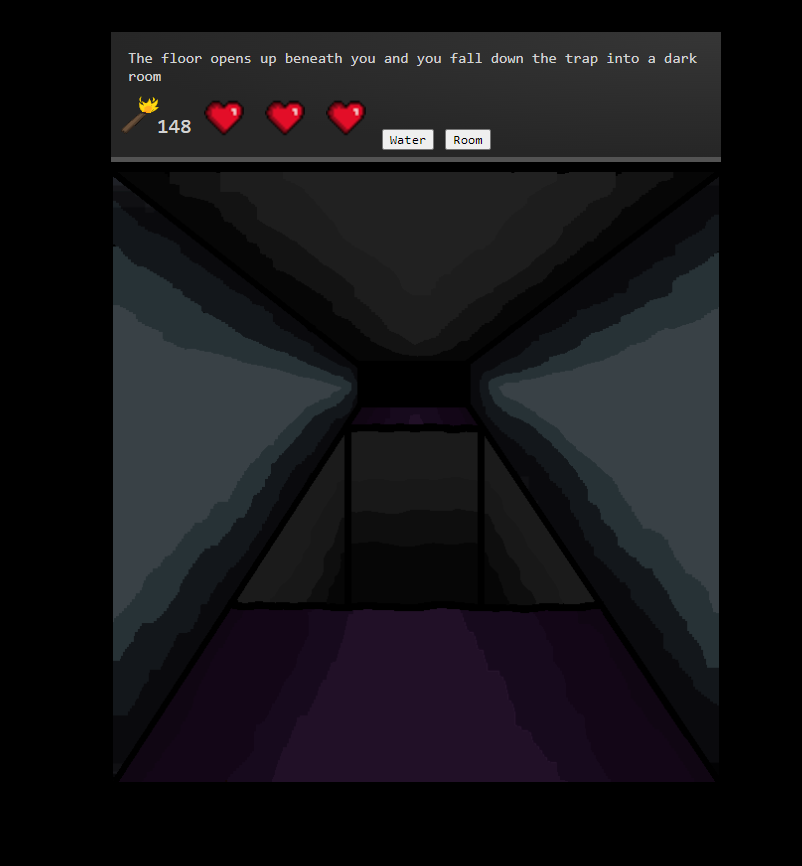 The floor opens up beneath you and you fall down the trap into a dark
room
148
Water Room